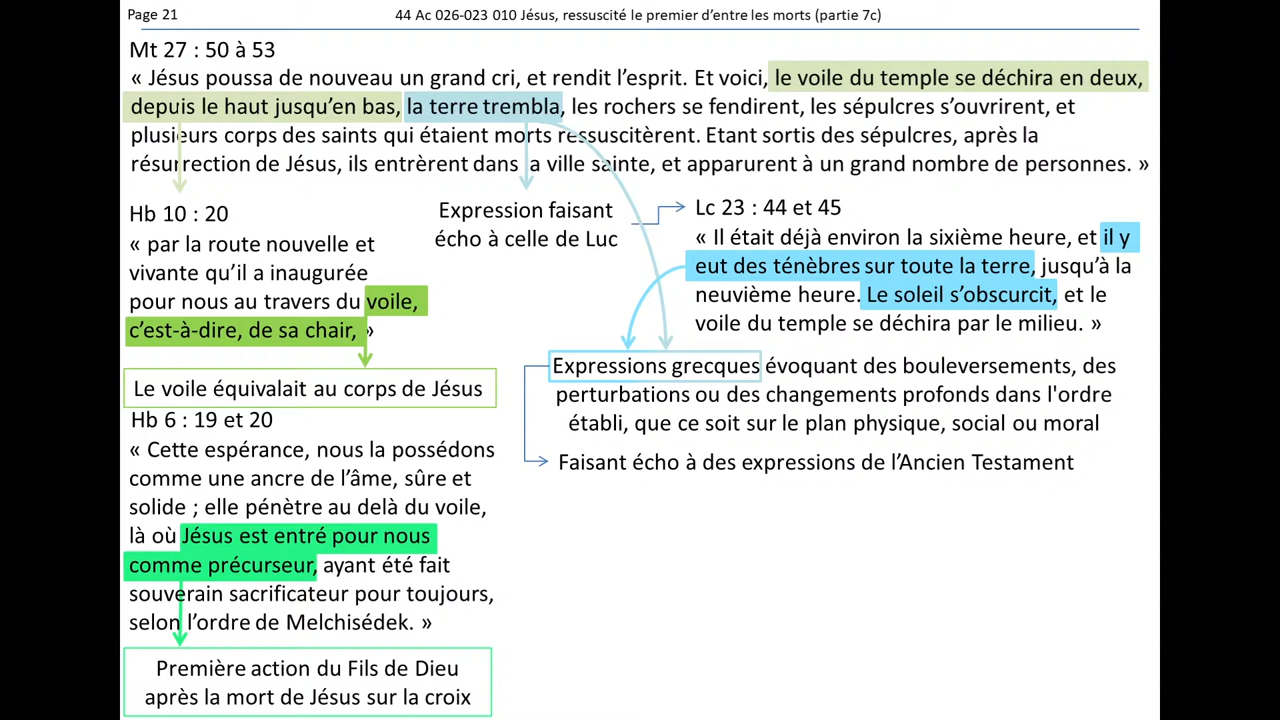 Page 21
44 Ac 026-023 010 Jésus, ressuscité le premier d’entre les morts (partie 7c)
Mt 27 : 50 à 53
« Jésus poussa de nouveau un grand cri, et rendit l’esprit. Et voici, le voile du temple se déchira en deux,
depuis le haut jusqu’en bas, la terre trembla, les rochers se fendirent, les sépulcres s’ouvrirent, et
plusieurs corps des saints qui étaient morts ressuscitèrent. Etant sortis des sépulcres, après la
résurrection de Jésus, ils entrèrent dans la ville sainte, et apparurent à un grand nombre de personnes. »
Hb 10 : 20
« par la route nouvelle et
vivante qu’il a inaugurée
pour nous au travers du voile,
c’est-à-dire, de sa chair, »
Le voile équivalait au corps de Jésus
Hb 6 : 19 et 20
« Cette espérance, nous la possédons
comme une ancre de l’âme, sûre et
solide ; elle pénètre au delà du voile,
là où Jésus est entré pour nous
comme précurseur, ayant été fait
souverain sacrificateur pour toujours,
selon l’ordre de Melchisédek. »
Première action du Fils de Dieu
après la mort de Jésus sur la croix
Expression faisant
écho à celle de Luc
Lc 23 : 44 et 45
« Il était déjà environ la sixième heure, et il y
eut des ténèbres sur toute la terre, jusqu’à la
neuvième heure. Le soleil s’obscurcit, et le
voile du temple se déchira par le milieu. »
Expressions grecques évoquant des bouleversements, des
perturbations ou des changements profonds dans l'ordre
établi, que ce soit sur le plan physique, social ou moral
Faisant écho à des expressions de l’Ancien Testament